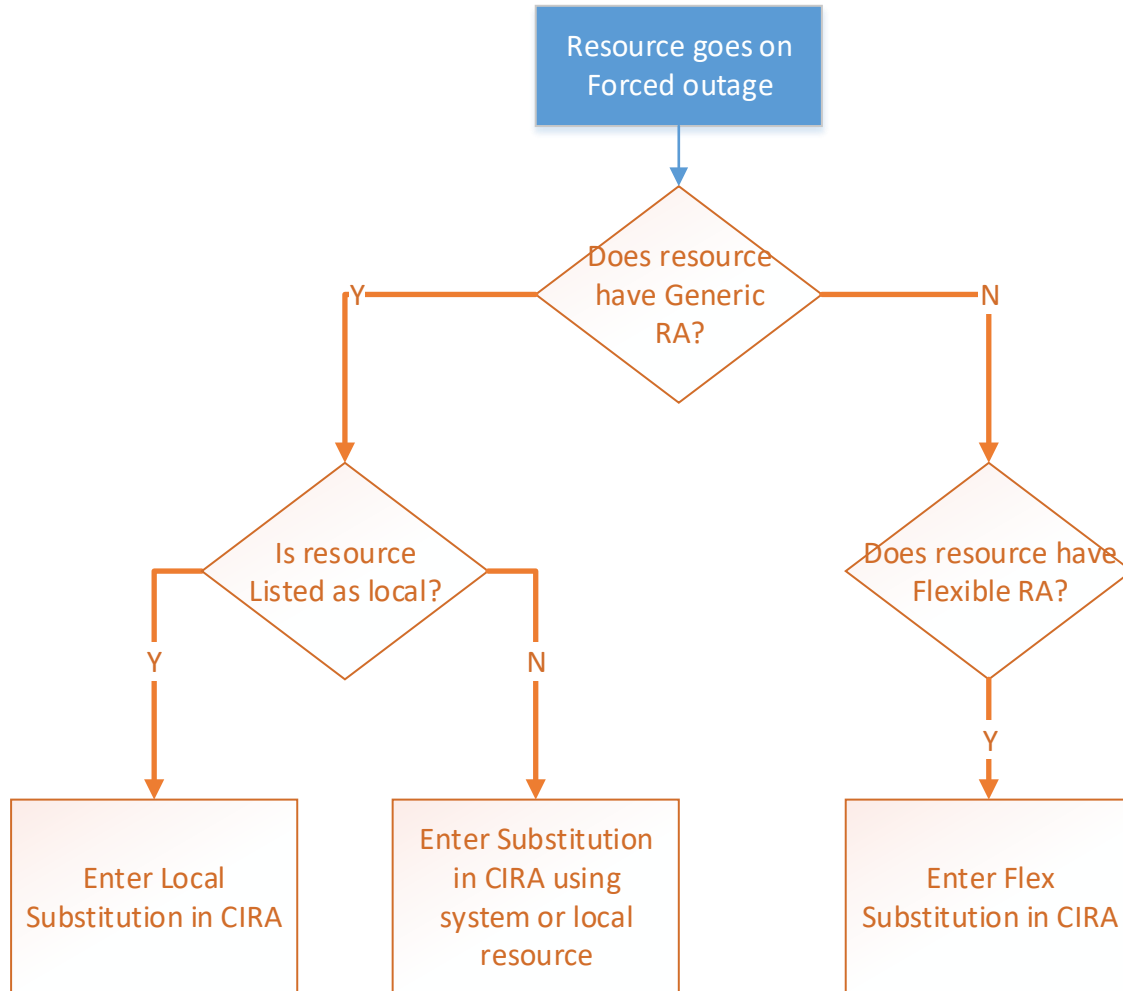 Resource goes on
Forced outage
Does resource
have Generic
RA?
Y
N
Is resource
Listed as local?
Does resource have
Flexible RA?
Y
N
Y
Enter Local
Substitution in CIRA
Enter Substitution
in CIRA using
system or local
resource
Enter Flex
Substitution in CIRA